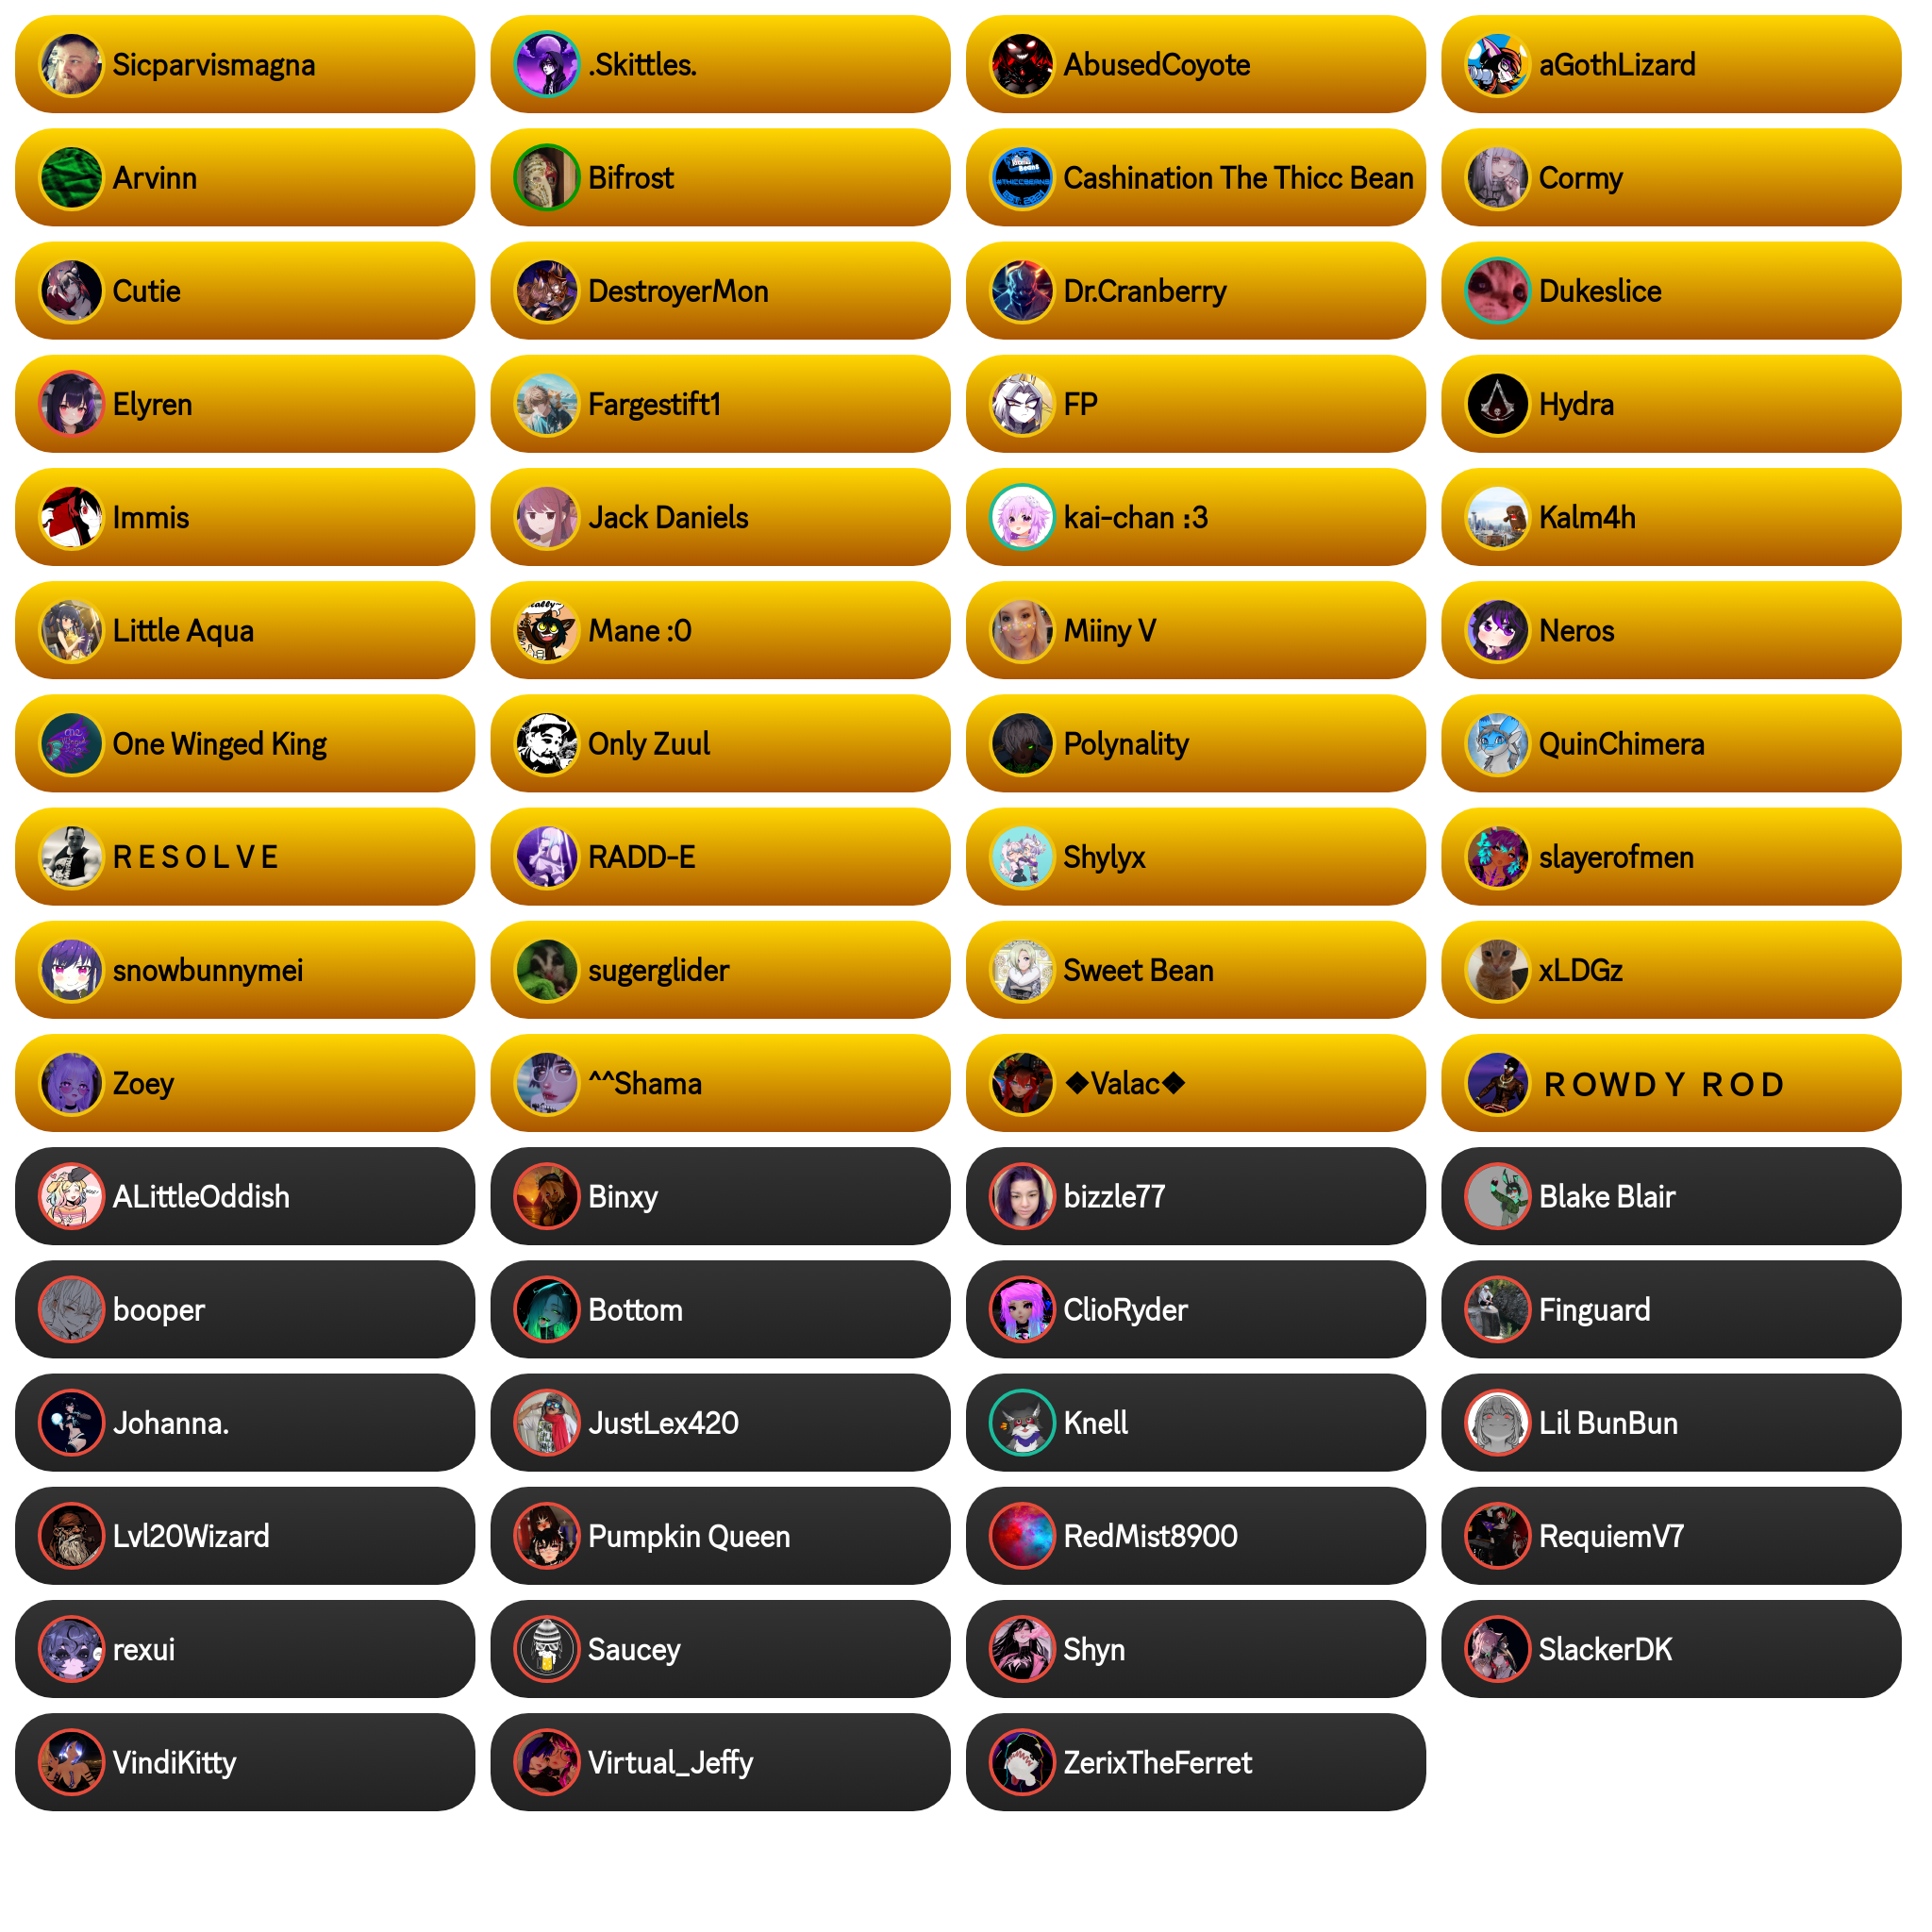 Sicparvismagna
.Skittles.
AbusedCoyote
aGothLizard
Arvinn
Bifrost
Cashination The Thicc Bean
Cormy
Cutie
DestroyerMon
Dr.Cranberry
Dukeslice
Elyren
Fargestift1
FP
Hydra
Immis
Jack Daniels
kai-chan :3
Kalm4h
Little Aqua
Mane :0
Miiny V
Neros
One Winged King
Only Zuul
Polynality
QuinChimera
R E S O L V E
RADD-E
Shylyx
slayerofmen
snowbunnymei
sugerglider
Sweet Bean
xLDGz
Zoey
^^Shama
❖Valac❖
ＲＯＷＤＹ ＲＯＤ
ALittleOddish
Binxy
bizzle77
Blake Blair
booper
Bottom
ClioRyder
Finguard
Johanna.
JustLex420
Knell
Lil BunBun
Lvl20Wizard
Pumpkin Queen
RedMist8900
RequiemV7
rexui
Saucey
Shyn
SlackerDK
VindiKitty
Virtual_Jeffy
ZerixTheFerret